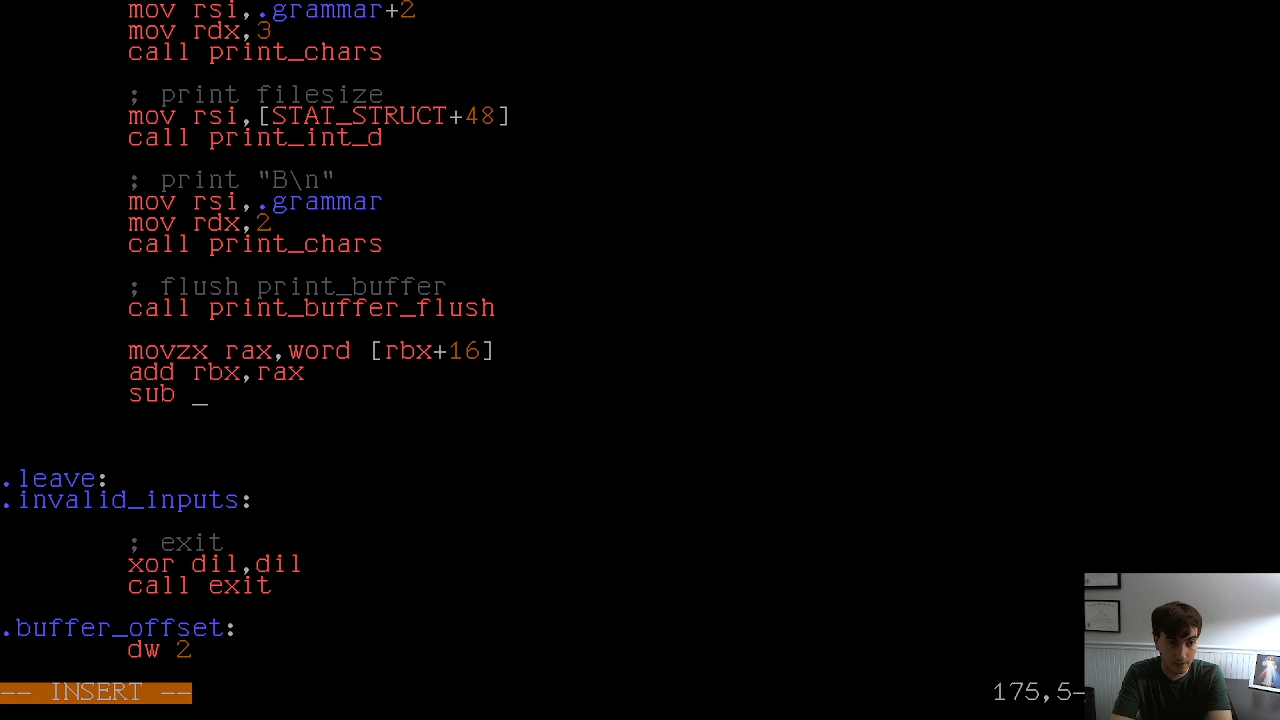 mov rsi,.grammar+2
mov rdx,3
call print_chars
; print filesize
mov rsi,[STAT_STRUCT+48]
call print_int_d
; print "B\n"
mov rsi,.grammar
mov rdx,2
call print_chars
; flush print_buffer
call print_buffer_flush
movzx rax,word [rbx+16]
add rbx,rax
sub _
.leave:
.invalid_inputs:
; exit
xor dil,dil
call exit
.buffer_offset:
dw 2
-- INSERT --
175,5-